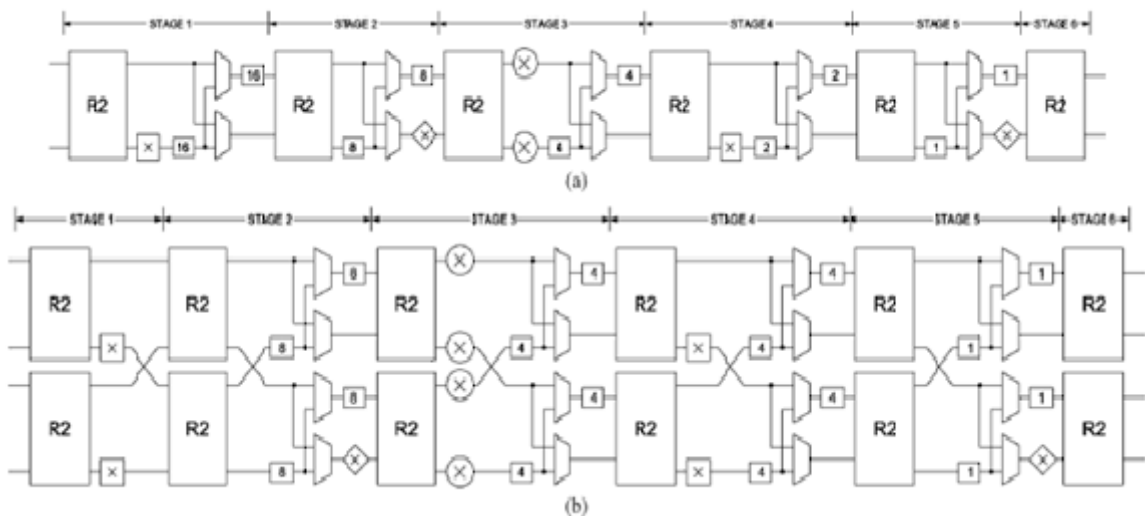 STAGE 1 STAGE 2 STAGE 3 STAGE 4 STAGE 5 STAGE 6
16 8 4 2 1
R2 R2 R2 R2 R2 R2
16 8 4 2 1
(a)
STAGE 1 STAGE 2 STAGE 3 STAGE 4 STAGE 5 STAGE 6
8 4 4 1
R2 R2 R2 R2 R2 R2
8 4 4 1
8 4 4 1
R2 R2 R2 R2 R2 R2
8 4 4 1
(b)